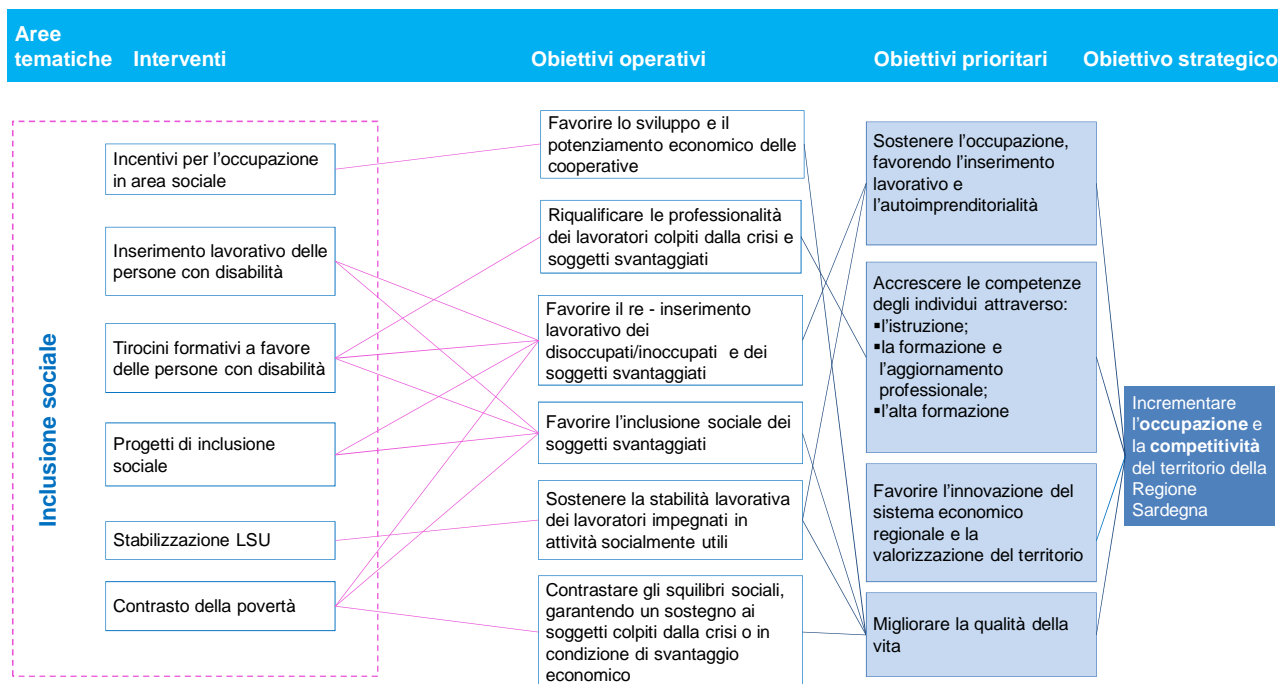 Aree
tematiche Interventi Obiettivi operativi Obiettivi prioritari Obiettivo strategico
Inclusione sociale
Incentivi per l’occupazione
in area sociale
Inserimento lavorativo delle
persone con disabilità
Tirocini formativi a favore
delle persone con disabilità
Progetti di inclusione
sociale
Stabilizzazione LSU
Contrasto della povertà
Favorire lo sviluppo e il
potenziamento economico delle
cooperative
Riqualificare le professionalità
dei lavoratori colpiti dalla crisi e
soggetti svantaggiati
Favorire il re - inserimento
lavorativo dei
disoccupati/inoccupati e dei
soggetti svantaggiati
Favorire l’inclusione sociale dei
soggetti svantaggiati
Sostenere la stabilità lavorativa
dei lavoratori impegnati in
attività socialmente utili
Contrastare gli squilibri sociali,
garantendo un sostegno ai
soggetti colpiti dalla crisi o in
condizione di svantaggio
economico
Sostenere l’occupazione,
favorendo l’inserimento
lavorativo e
l’autoimprenditorialità
Accrescere le competenze
degli individui attraverso:
▪l’istruzione;
▪la formazione e
l’aggiornamento
professionale;
▪l’alta formazione
Favorire l’innovazione del
sistema economico
regionale e la
valorizzazione del territorio
Migliorare la qualità della
vita
Incrementare
l’occupazione e
la competitività
del territorio della
Regione
Sardegna